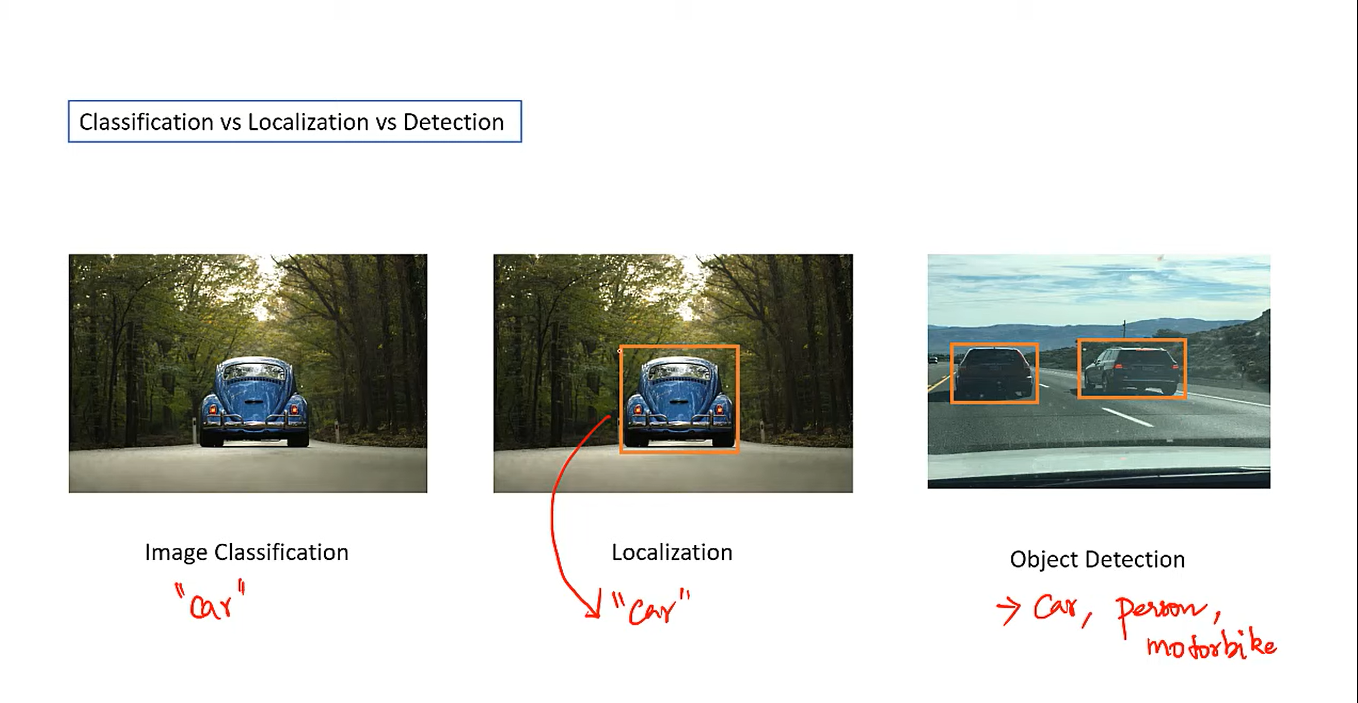 Classification vs Localization vs Detection
Image Classification
"car"
Localization
"car"
Object Detection
→ Car, person,
motorbike